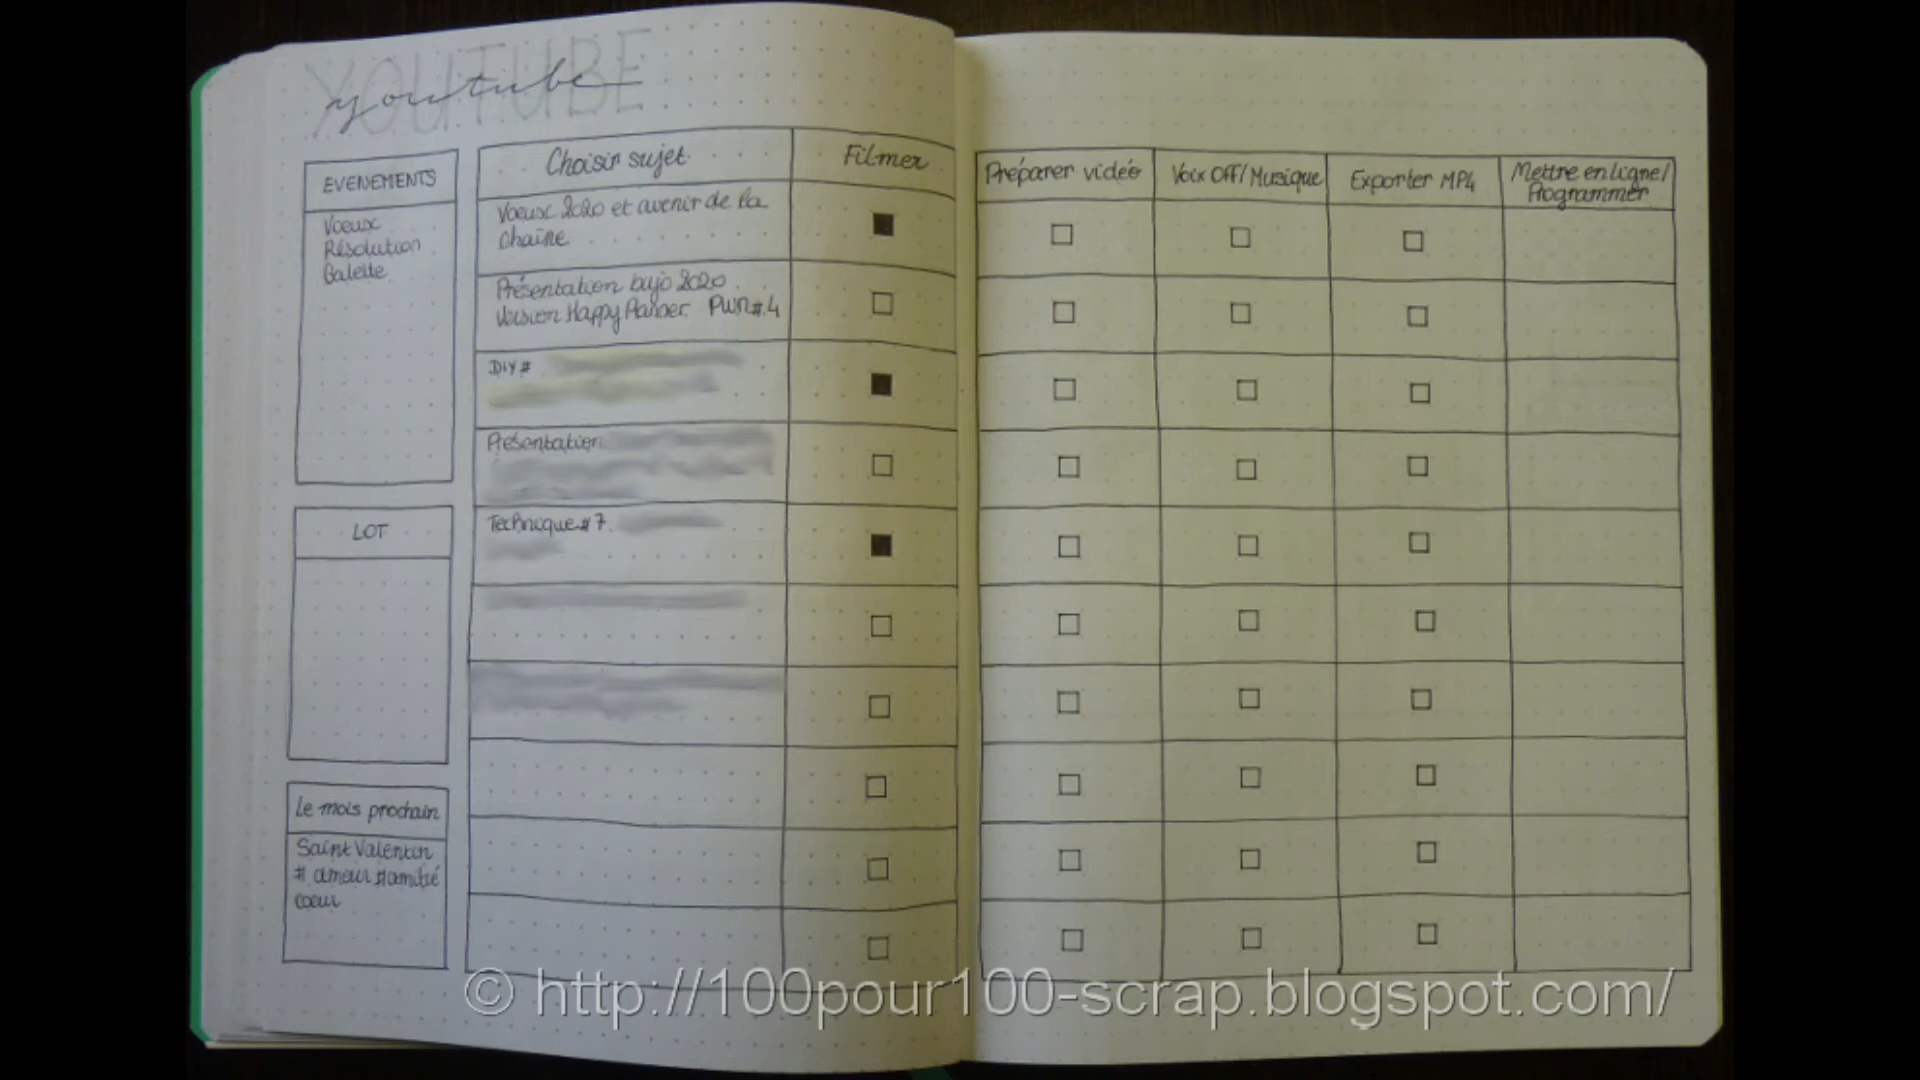 YOUTUBE
youtube
EVENEMENTS
Voeux
Résolution
Galette
LOT
Le mois prochain
Saint Valentin
# amour #amitié
coeur
Choisir sujet
Filmer
Préparer vidéo
Voix OFF/Musique
Exporter MP4
Mettre en ligne/
Programmer
Voeux 2020 et avenir de la
chaîne
Présentation bujo 2020
Version Happy Planner PWN#4
DIY#
Présentation
Technique#7
© http://100pour100-scrap.blogspot.com/